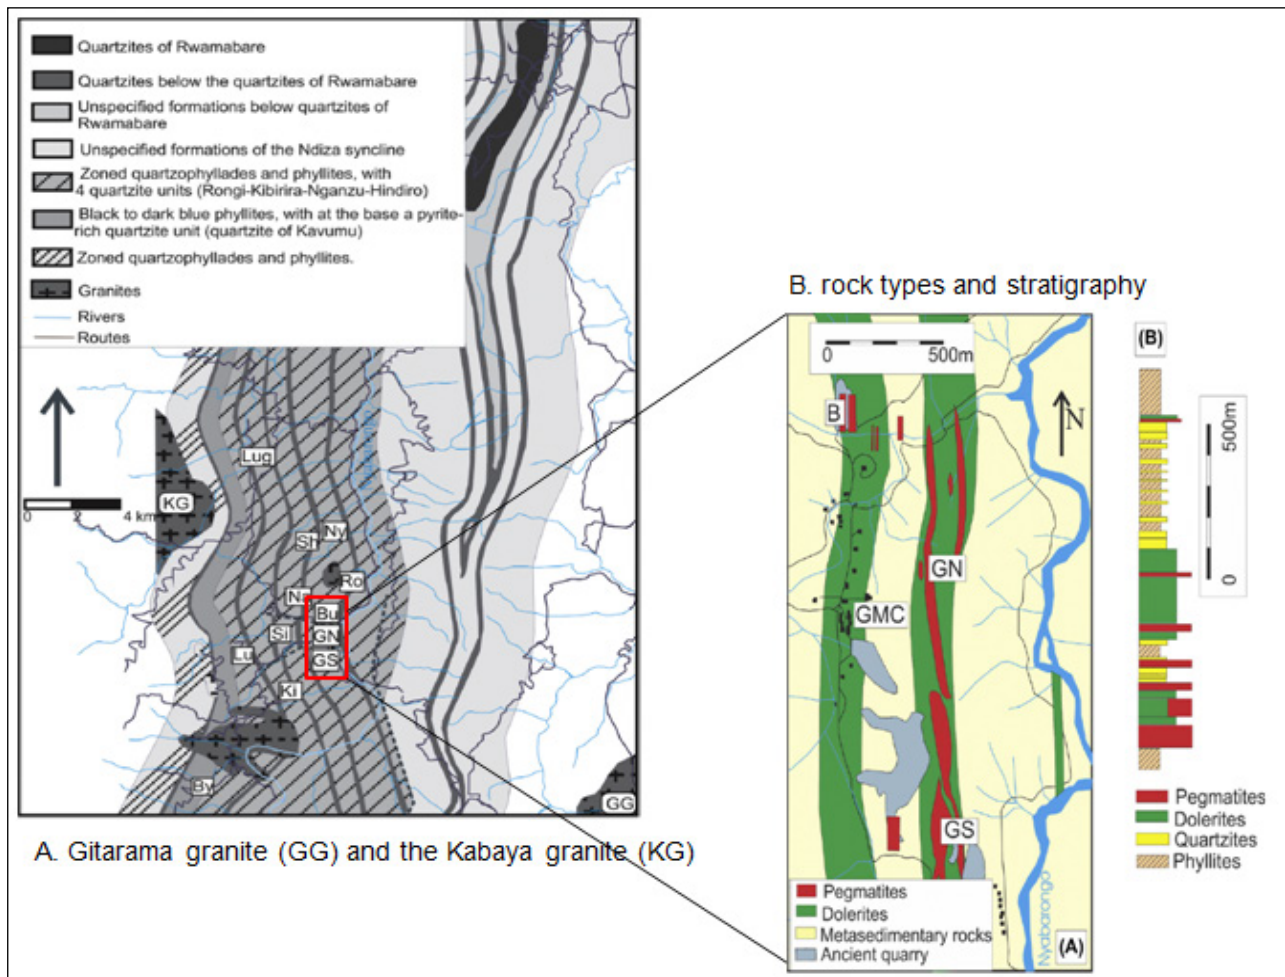 Quartzites of Rwamabare
Quartzites below the quartzites of Rwamabare
Unspecified formations below quartzites of
Rwamabare
Unspecified formations of the Ndiza syncline
Zoned quartzophyllades and phyllites, with
4 quartzite units (Rongi-Kibirira-Nganzu-Hindiro)
Black to dark blue phyllites, with at the base a pyrite-
rich quartzite unit (quartzite of Kavumu)
Zoned quartzophyllades and phyllites.
Granites
Rivers
Routes
Lug
KG
0 2 4 km
Sh
Ny
Ro
Na
Bu
Sl
GN
Lu
GS
Ki
By
GG
A. Gitarama granite (GG) and the Kabaya granite (KG)
B. rock types and stratigraphy
0 500m
B
N
GN
GMC
GS
Nyabarongo
Pegmatites
Dolerites
Metasedimentary rocks
Ancient quarry
(A)
(B)
500m
0
Pegmatites
Dolerites
Quartzites
Phyllites